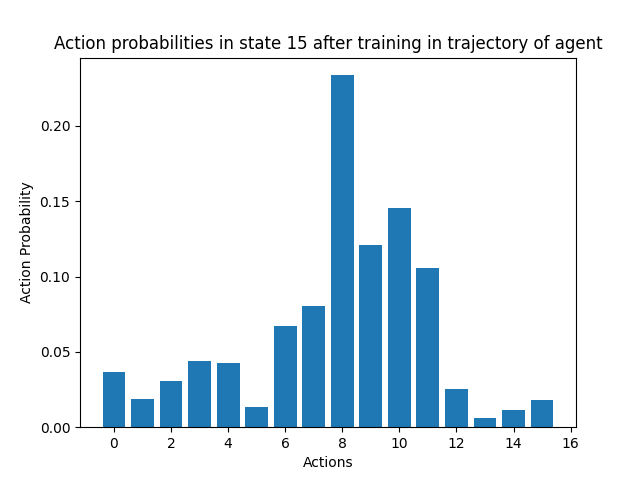 Action probabilities in state 15 after training in trajectory of agent
Action Probability
0.20
0.15
0.10
0.05
0.00
0 2 4 6 8 10 12 14 16
Actions